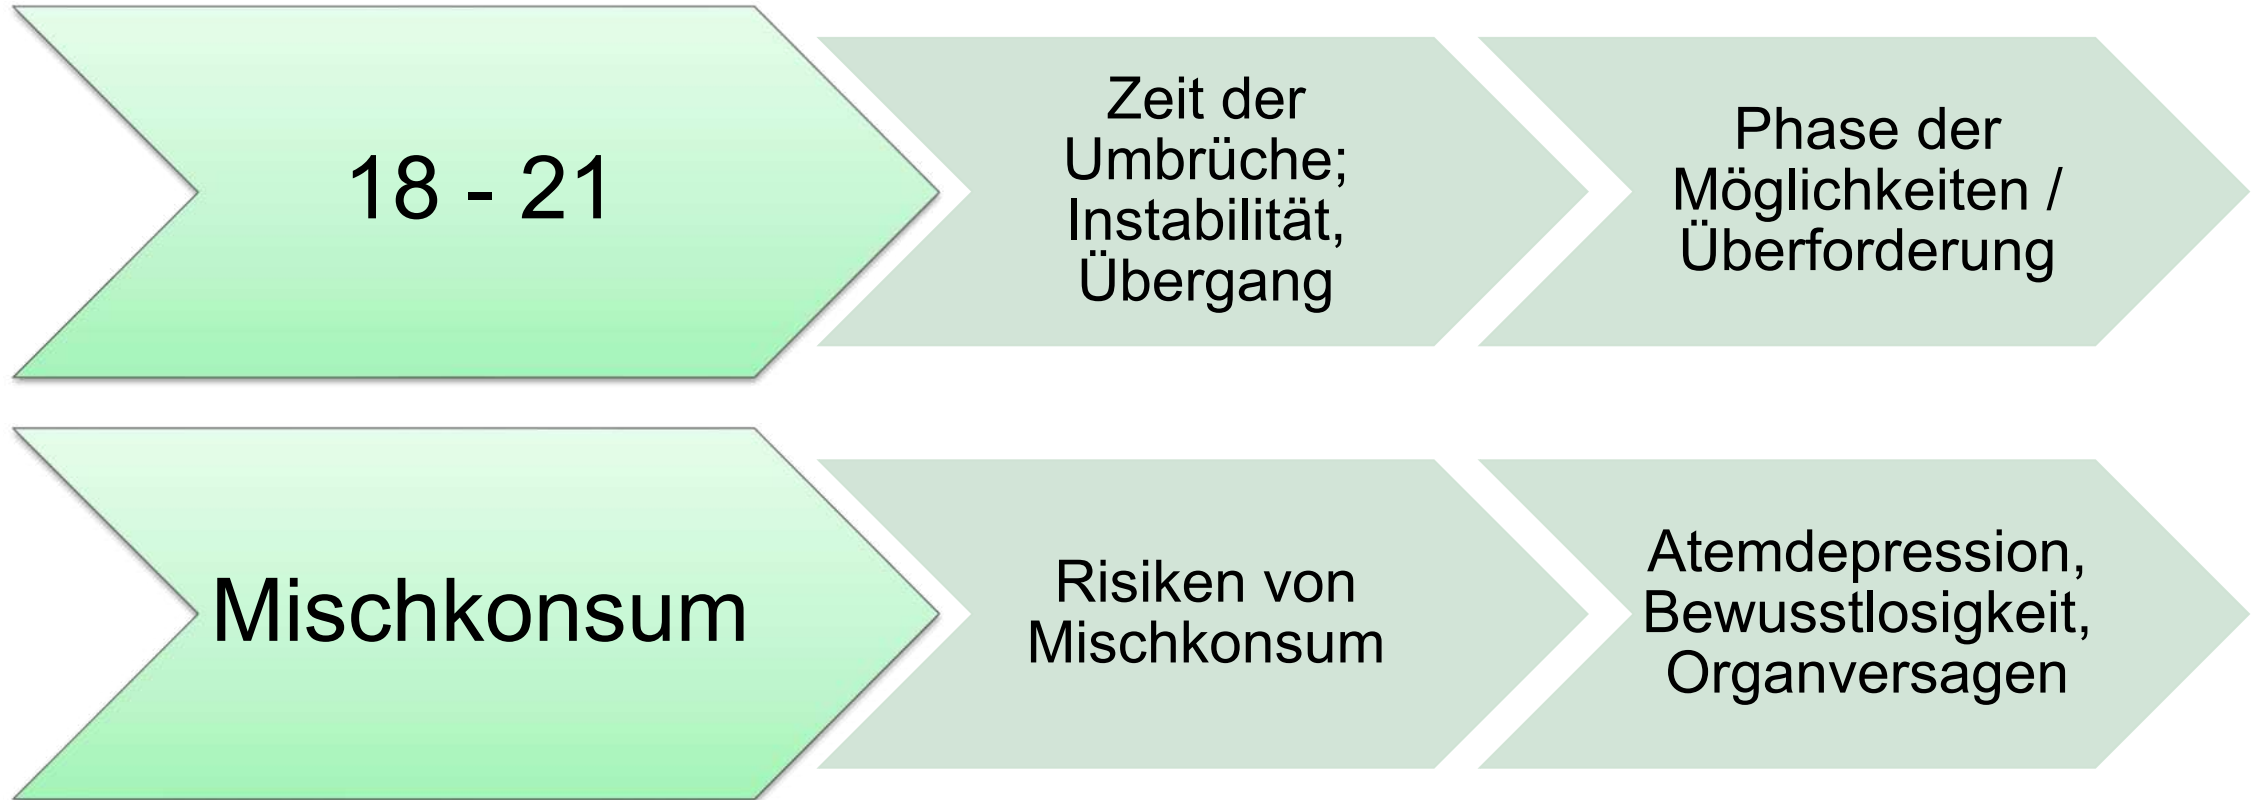 18 - 21
Zeit der
Umbrüche;
Instabilität,
Übergang
Phase der
Möglichkeiten /
Überforderung
Mischkonsum
Risiken von
Mischkonsum
Atemdepression,
Bewusstlosigkeit,
Organversagen